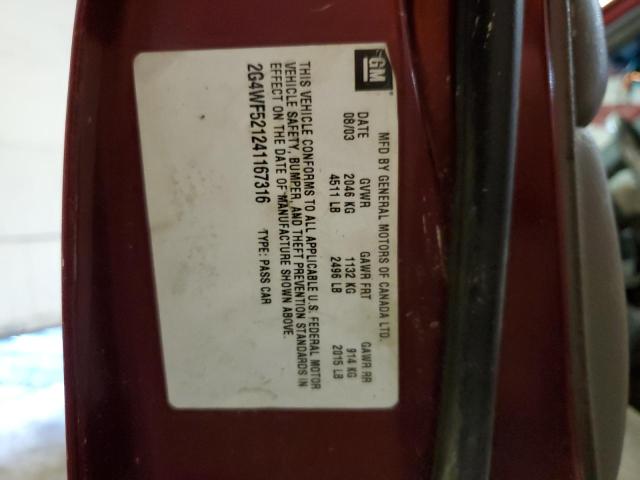 GM
MFD BY GENERAL MOTORS OF CANADA LTD.
DATE GVWR GAWR FRT GAWR RR
08/03 2046 KG 1132 KG 914 KG
4511 LB 2496 LB 2015 LB
THIS VEHICLE CONFORMS TO ALL APPLICABLE U.S. FEDERAL MOTOR
VEHICLE SAFETY, BUMPER, AND THEFT PREVENTION STANDARDS IN
EFFECT ON THE DATE OF MANUFACTURE SHOWN ABOVE.
2G4WF521241167316 TYPE: PASS CAR